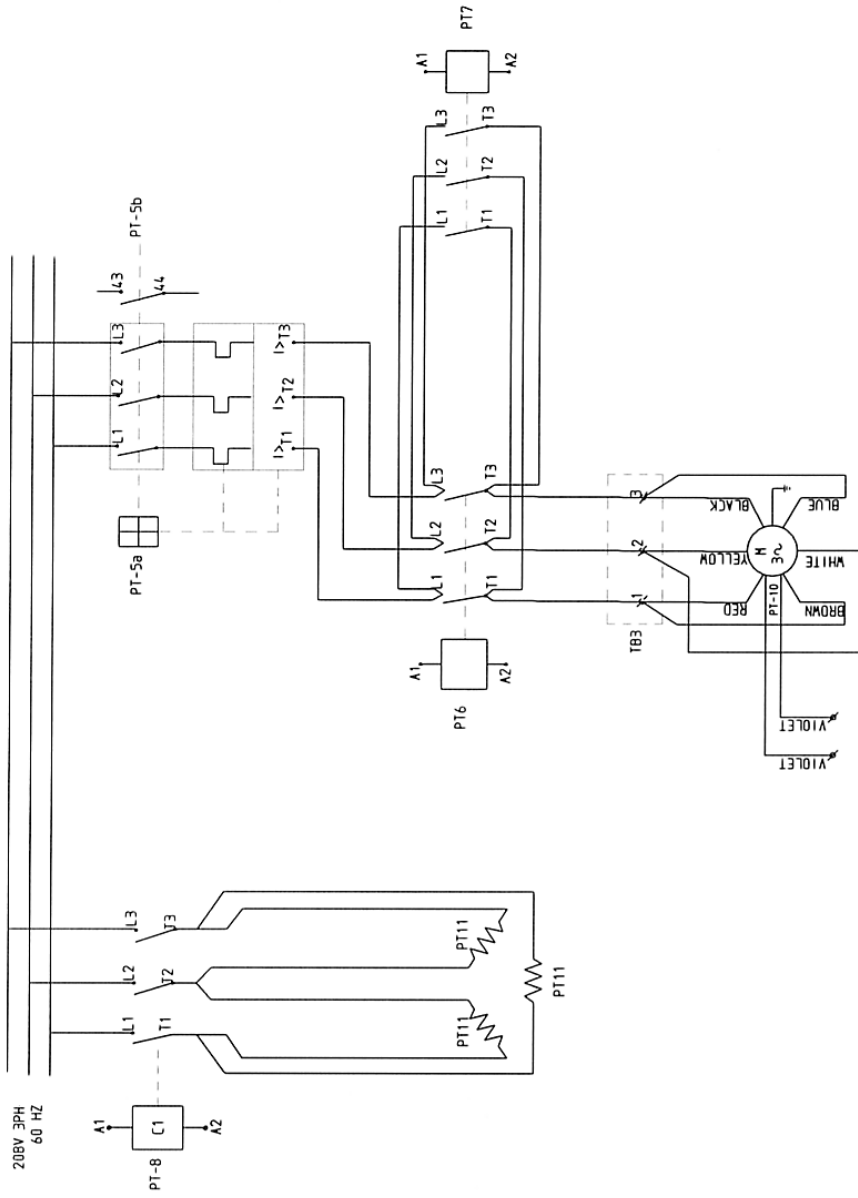 208V 3PH
60 HZ
PT-8
A1
C1
A2
L1
T1
L2
T2
L3
T3
PT11
PT11
PT11
PT-5a
PT-5b
L1
L2
L3
43
44
I>
I>
I>
T1
T2
T3
PT6
A1
A2
L1
L2
L3
T1
T2
T3
PT7
A1
A2
L1
L2
L3
T1
T2
T3
TB3
1
2
3
RED
YELLOW
BLACK
M
3~
PT-10
BROWN
WHITE
BLUE
VIOLET
VIOLET